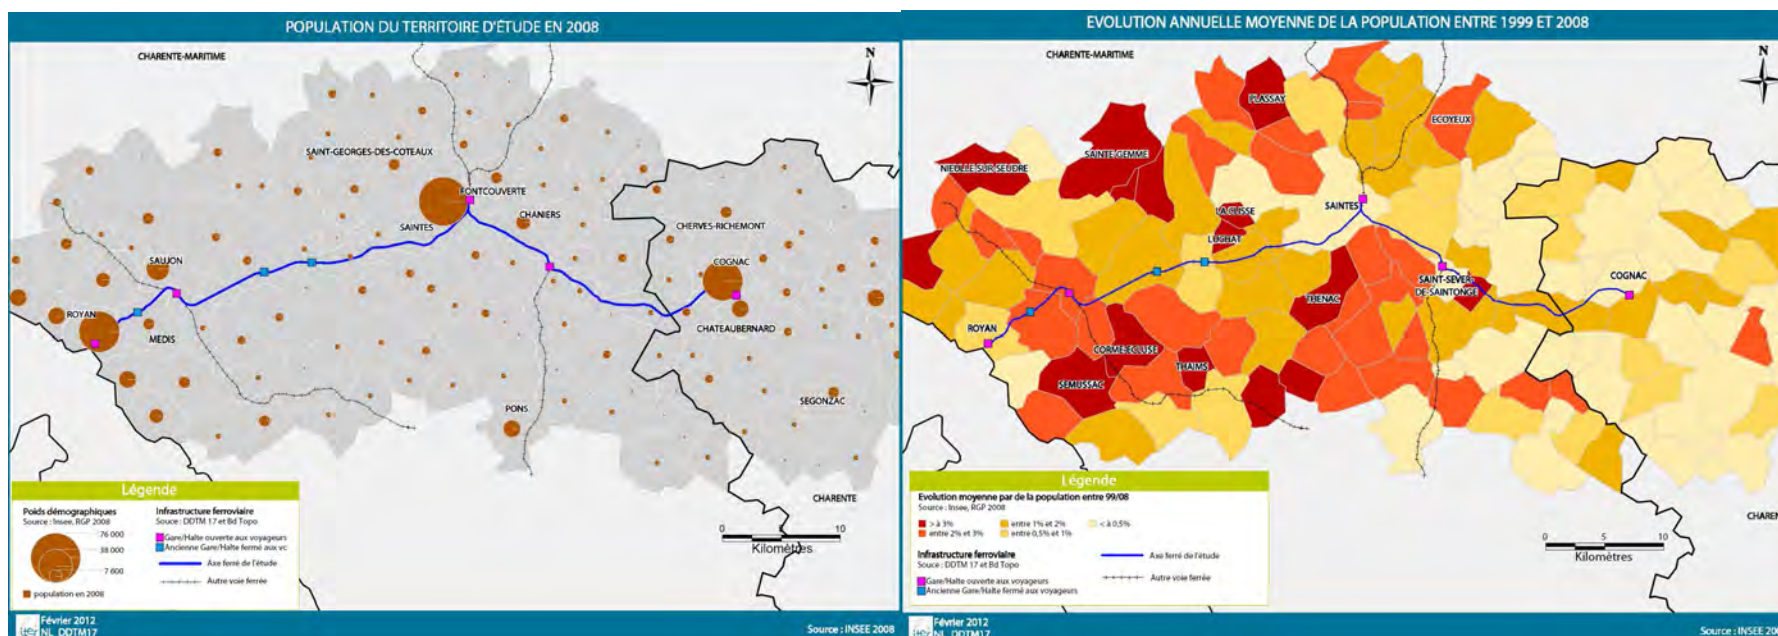 POPULATION DU TERRITOIRE D'ÉTUDE EN 2008
CHARENTE-MARITIME
N
SAINT-GEORGES-DES-COTEAUX
FONTCOUVERTE
SAINTES
CHANIERS
CHERVES-RICHEMONT
SAUJON
COGNAC
ROYAN
MEDIS
CHATEAUBERNARD
PONS
SEGONZAC
CHARENTE
Légende
Poids démographiques
Source : Insee, RGP 2008
76 000
38 000
7 600
population en 2008
Infrastructure ferroviaire
Souce : DDTM 17 et Bd Topo
Gare/Halte ouverte aux voyageurs
Ancienne Gare/Halte fermé aux vc
Axe ferré de l'étude
Autre voie ferrée
0 5 10
Kilomètres
Février 2012
NL_DDTM17
Source : INSEE 2008
EVOLUTION ANNUELLE MOYENNE DE LA POPULATION ENTRE 1999 ET 2008
CHARENTE-MARITIME
N
PLASSAY
ECOYEUX
SAINTE-GEMME
NIEULLE-SUR-SEUDRE
LA CLISSE
SAINTES
LUCHAT
COGNAC
SAINT-SEVER-
DE-SAINTONGE
THENAC
ROYAN
CORME-ECLUSE
THAIMS
SEMUSSAC
CHAREN
Légende
Evolution moyenne par de la population entre 99/08
Source : Insee, RGP 2008
> à 3%
entre 1% et 2%
< à 0,5%
entre 2% et 3%
entre 0,5% et 1%
Infrastructure ferroviaire
Souce : DDTM 17 et Bd Topo
Gare/Halte ouverte aux voyageurs
Ancienne Gare/Halte fermé aux voyageurs
Axe ferré de l'étude
Autre voie ferrée
0 5 10
Kilomètres
Février 2012
NL_DDTM17
Source : INSEE 200